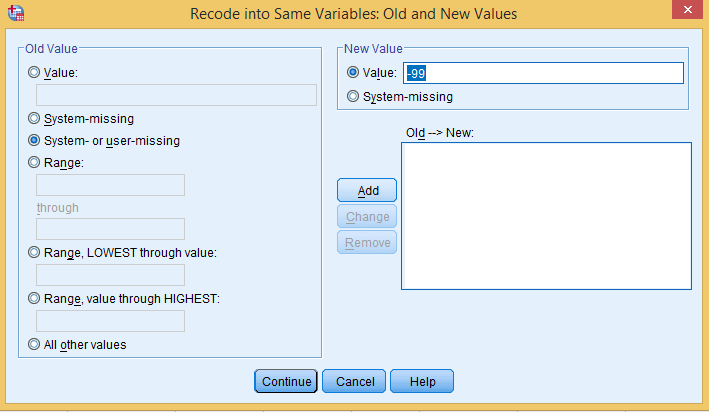 Recode into Same Variables: Old and New Values
Old Value
Value:
System-missing
System- or user-missing
Range:
through
Range, LOWEST through value:
Range, value through HIGHEST:
All other values
New Value
Value: -99
System-missing
Old --> New:
Add
Change
Remove
Continue Cancel Help